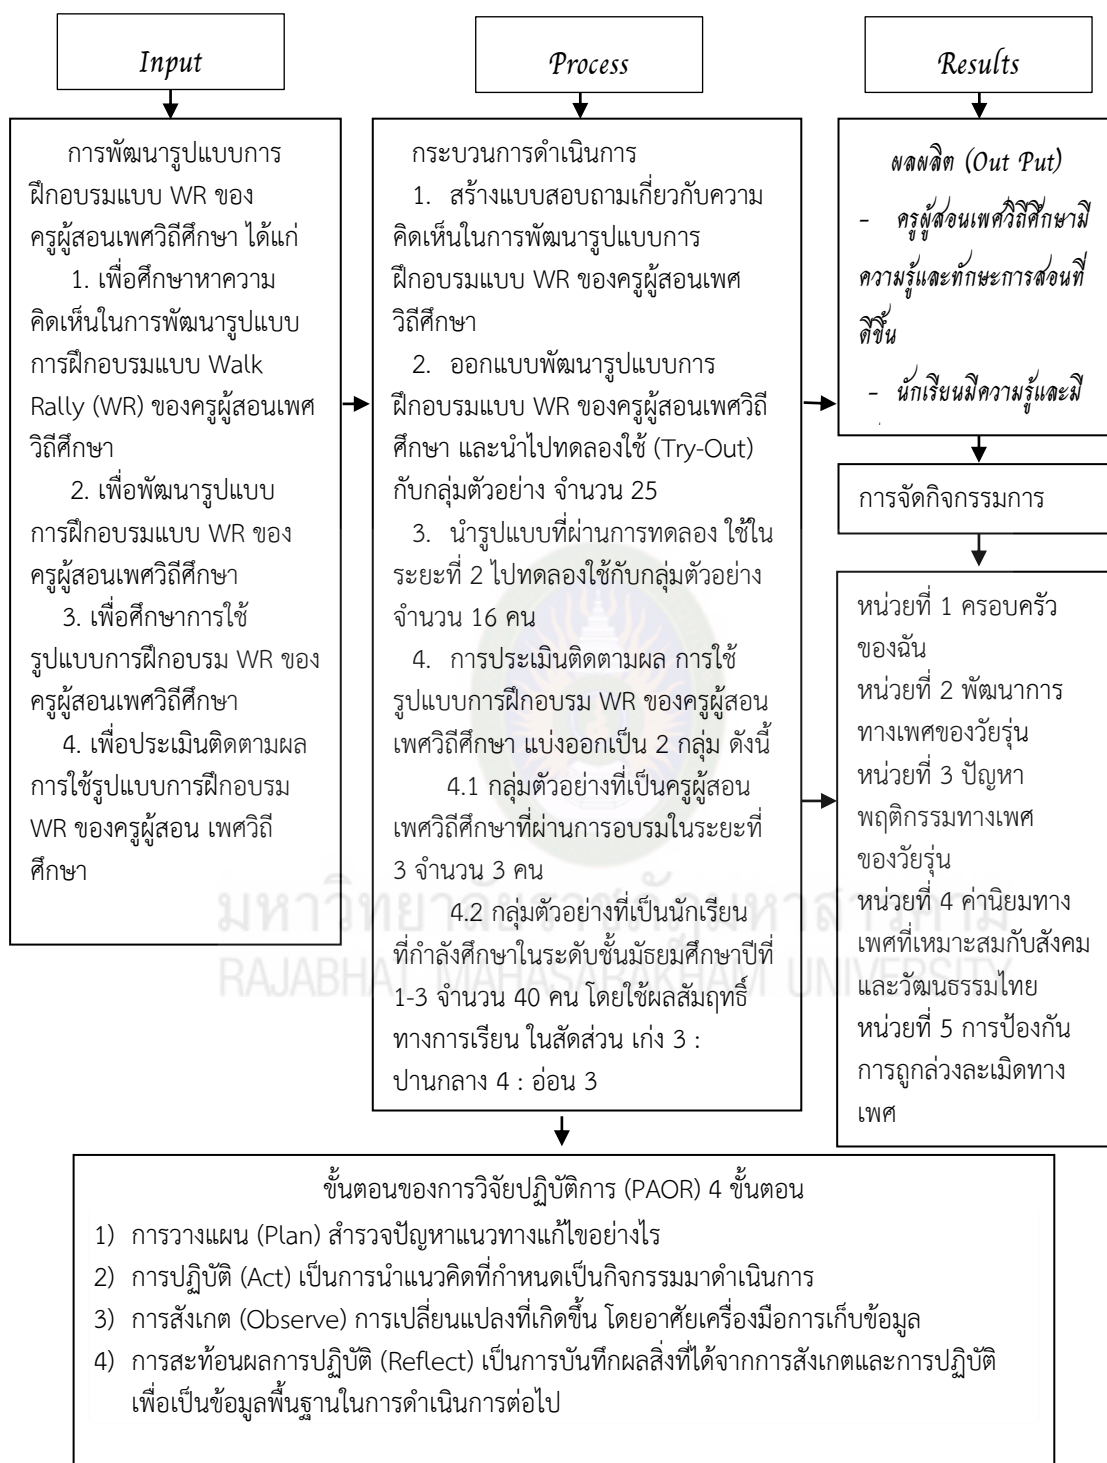 Input
Process
Results
การพัฒนารูปแบบการ
ฝึกอบรมแบบ WR ของ
ครูผู้สอนเพศวิถีศึกษา ได้แก่
1. เพื่อศึกษาหาความ
คิดเห็นในการพัฒนารูปแบบ
การฝึกอบรมแบบ Walk
Rally (WR) ของครูผู้สอนเพศ
วิถีศึกษา
2. เพื่อพัฒนารูปแบบ
การฝึกอบรมแบบ WR ของ
ครูผู้สอนเพศวิถีศึกษา
3. เพื่อศึกษาการใช้
รูปแบบการฝึกอบรม WR ของ
ครูผู้สอนเพศวิถีศึกษา
4. เพื่อประเมินติดตามผล
การใช้รูปแบบการฝึกอบรม
WR ของครูผู้สอน เพศวิถี
ศึกษา
กระบวนการดำเนินการ
1. สร้างแบบสอบถามเกี่ยวกับความ
คิดเห็นในการพัฒนารูปแบบการ
ฝึกอบรมแบบ WR ของครูผู้สอนเพศ
วิถีศึกษา
2. ออกแบบพัฒนารูปแบบการ
ฝึกอบรมแบบ WR ของครูผู้สอนเพศวิถี
ศึกษา และนำไปทดลองใช้ (Try-Out)
กับกลุ่มตัวอย่าง จำนวน 25
3. นำรูปแบบที่ผ่านการทดลอง ใช้ใน
ระยะที่ 2 ไปทดลองใช้กับกลุ่มตัวอย่าง
จำนวน 16 คน
4. การประเมินติดตามผล การใช้
รูปแบบการฝึกอบรม WR ของครูผู้สอน
เพศวิถีศึกษา แบ่งออกเป็น 2 กลุ่ม ดังนี้
4.1 กลุ่มตัวอย่างที่เป็นครูผู้สอน
เพศวิถีศึกษาที่ผ่านการอบรมในระยะที่
3 จำนวน 3 คน
4.2 กลุ่มตัวอย่างที่เป็นนักเรียน
ที่กำลังศึกษาในระดับชั้นมัธยมศึกษาปีที่
1-3 จำนวน 40 คน โดยใช้ผลสัมฤทธิ์
ทางการเรียน ในสัดส่วน เก่ง 3 :
ปานกลาง 4 : อ่อน 3
ผลผลิต (Out Put)
- ครูผู้สอนเพศวิถีศึกษามี
ความรู้และทักษะการสอนที่
ดีขึ้น
- นักเรียนมีความรู้และมี
การจัดกิจกรรมการ
หน่วยที่ 1 ครอบครัว
ของฉัน
หน่วยที่ 2 พัฒนาการ
ทางเพศของวัยรุ่น
หน่วยที่ 3 ปัญหา
พฤติกรรมทางเพศ
ของวัยรุ่น
หน่วยที่ 4 ค่านิยมทาง
เพศที่เหมาะสมกับสังคม
และวัฒนธรรมไทย
หน่วยที่ 5 การป้องกัน
การถูกล่วงละเมิดทาง
เพศ
มหาวิทยาลัยราชภัฏมหาสารคาม
RAJABHAT MAHASARAKHAM UNIVERSITY
ขั้นตอนของการวิจัยปฏิบัติการ (PAOR) 4 ขั้นตอน
1) การวางแผน (Plan) สำรวจปัญหาแนวทางแก้ไขอย่างไร
2) การปฏิบัติ (Act) เป็นการนำแนวคิดที่กำหนดเป็นกิจกรรมมาดำเนินการ
3) การสังเกต (Observe) การเปลี่ยนแปลงที่เกิดขึ้น โดยอาศัยเครื่องมือการเก็บข้อมูล
4) การสะท้อนผลการปฏิบัติ (Reflect) เป็นการบันทึกผลสิ่งที่ได้จากการสังเกตและการปฏิบัติ
เพื่อเป็นข้อมูลพื้นฐานในการดำเนินการต่อไป